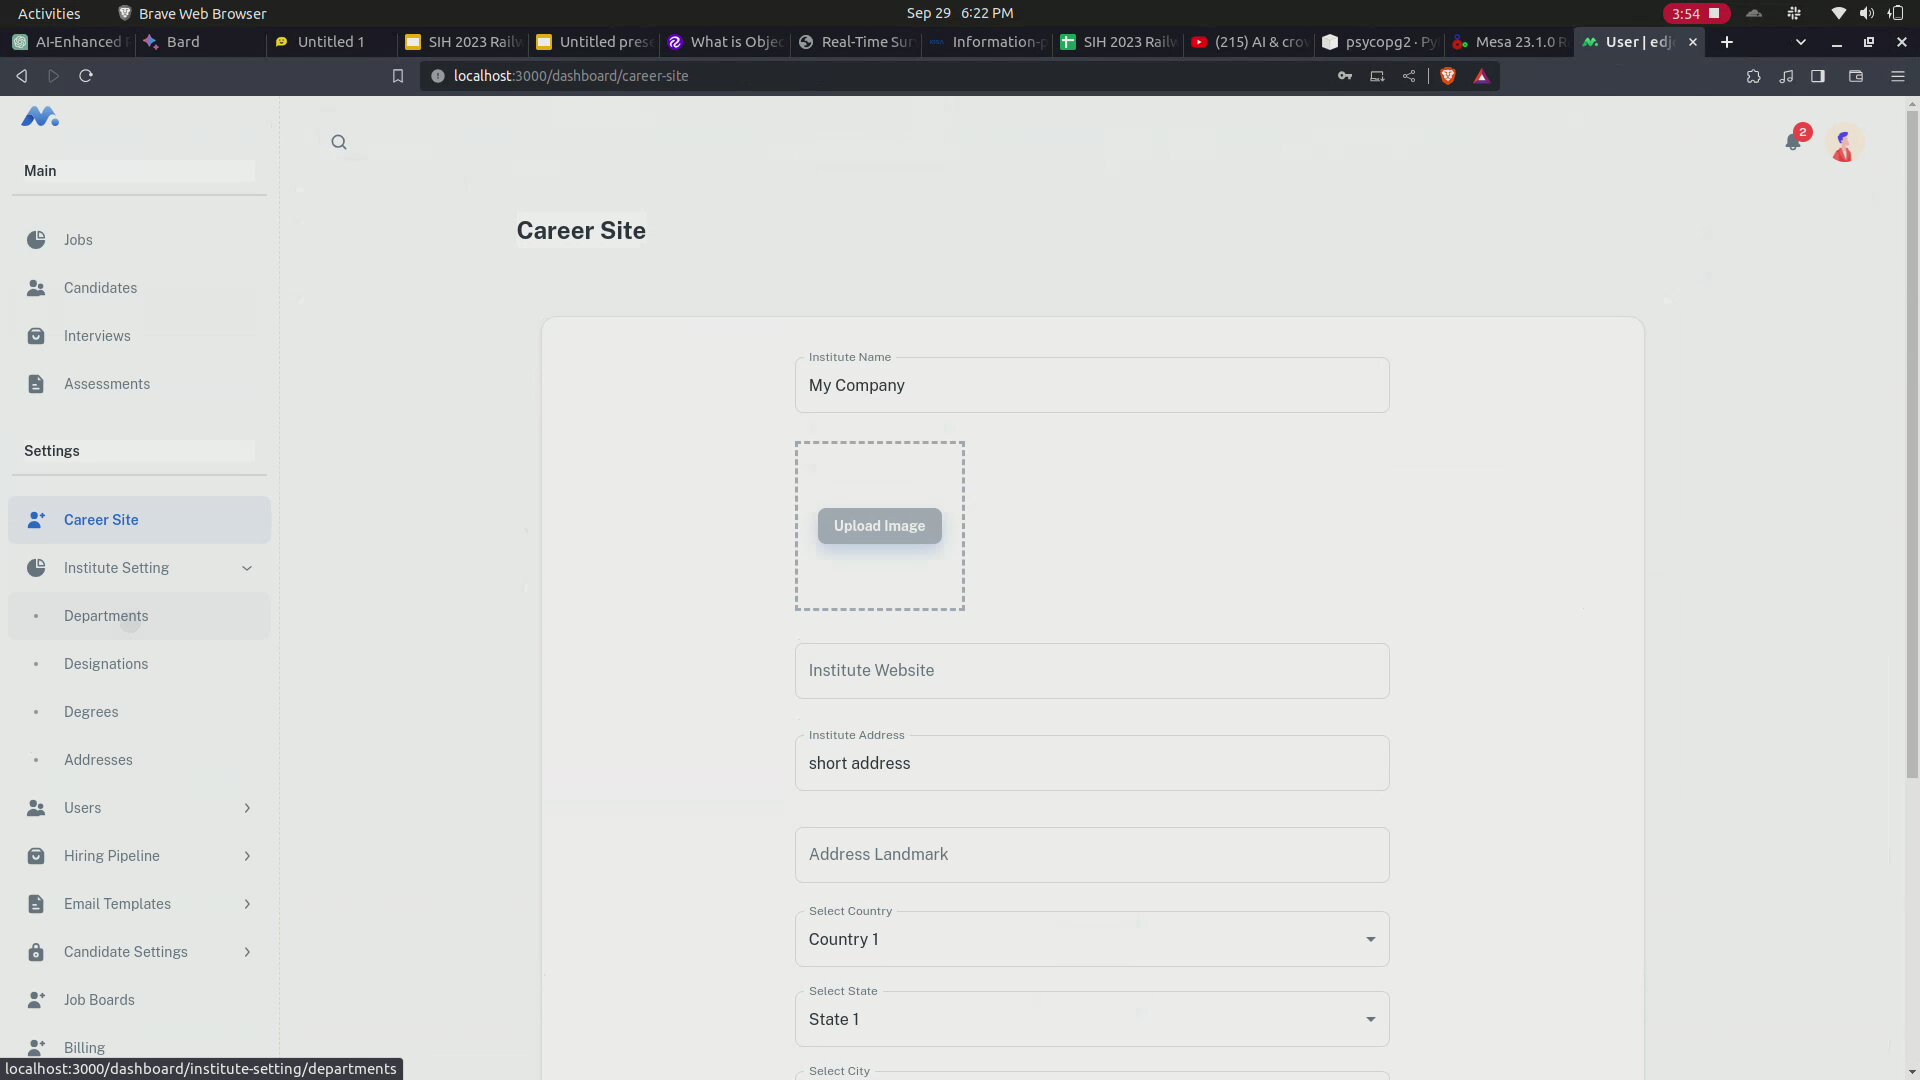 Activities
Brave Web Browser
Sep 29 6:22 PM
3:54
AI-Enhanced
Bard
Untitled 1
SIH 2023 Railw
Untitled prese
What is Objec
Real-Time Sur
Information-p
SIH 2023 Railw
(215) AI & crow
psycopg2 · Py
Mesa 23.1.0 R
User | edj
localhost:3000/dashboard/career-site
2
Main
Jobs
Candidates
Interviews
Assessments
Settings
Career Site
Institute Setting
Departments
Designations
Degrees
Addresses
Users
Hiring Pipeline
Email Templates
Candidate Settings
Job Boards
Billing
Career Site
Institute Name
My Company
Upload Image
Institute Website
Institute Address
short address
Address Landmark
Select Country
Country 1
Select State
State 1
Select City
localhost:3000/dashboard/institute-setting/departments